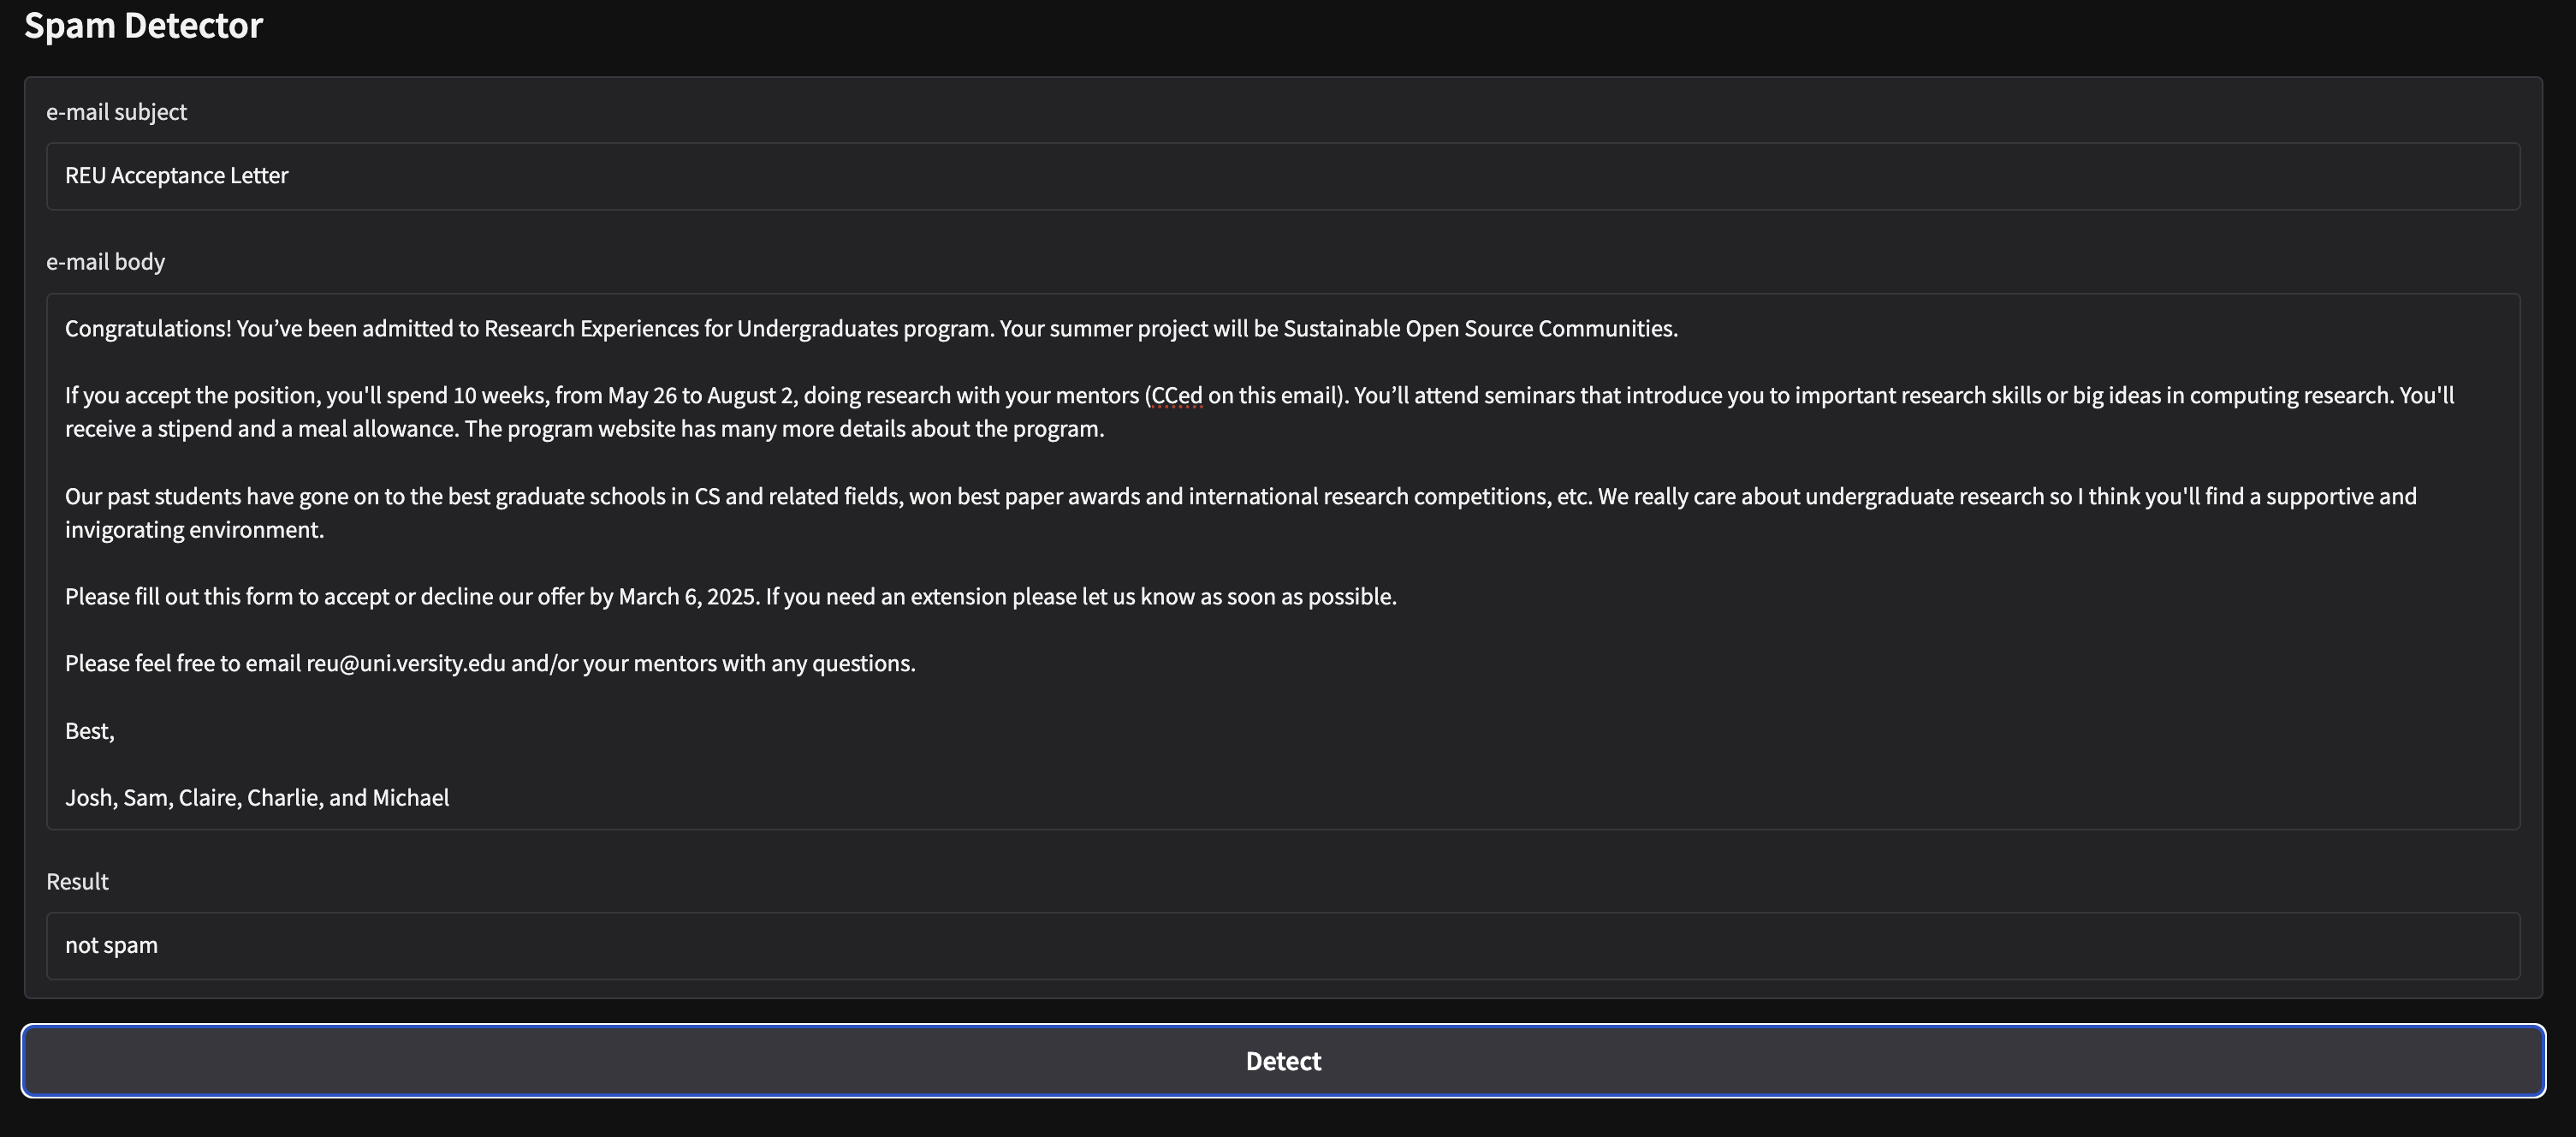 Spam Detector
e-mail subject
REU Acceptance Letter
e-mail body
Congratulations! You’ve been admitted to Research Experiences for Undergraduates program. Your summer project will be Sustainable Open Source Communities.
If you accept the position, you'll spend 10 weeks, from May 26 to August 2, doing research with your mentors (CCed on this email). You’ll attend seminars that introduce you to important research skills or big ideas in computing research. You'll
receive a stipend and a meal allowance. The program website has many more details about the program.
Our past students have gone on to the best graduate schools in CS and related fields, won best paper awards and international research competitions, etc. We really care about undergraduate research so I think you'll find a supportive and
invigorating environment.
Please fill out this form to accept or decline our offer by March 6, 2025. If you need an extension please let us know as soon as possible.
Please feel free to email reu@uni.versity.edu and/or your mentors with any questions.
Best,
Josh, Sam, Claire, Charlie, and Michael
Result
not spam
Detect